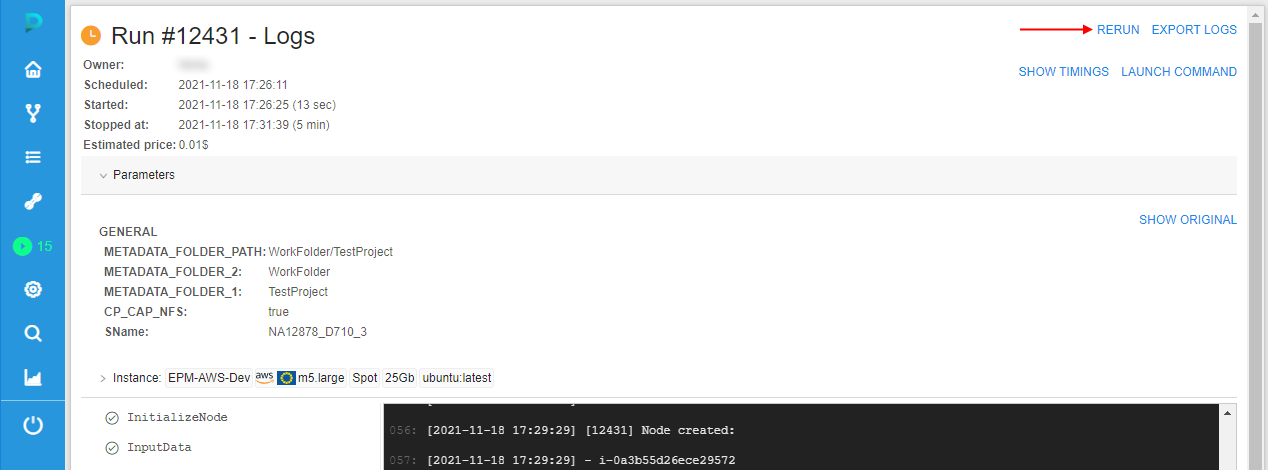 Run #12431 - Logs
RERUN EXPORT LOGS
Owner:
SHOW TIMINGS LAUNCH COMMAND
Scheduled: 2021-11-18 17:26:11
Started: 2021-11-18 17:26:25 (13 sec)
Stopped at: 2021-11-18 17:31:39 (5 min)
Estimated price: 0.01$
Parameters
SHOW ORIGINAL
GENERAL
METADATA_FOLDER_PATH: WorkFolder/TestProject
15
METADATA_FOLDER_2: WorkFolder
METADATA_FOLDER_1: TestProject
CP_CAP_NFS: true
SName: NA12878_D710_3
Instance: EPM-AWS-Dev aws m5.large Spot 25Gb ubuntu:latest
InitializeNode
InputData
056: [2021-11-18 17:29:29] [12431] Node created:
057: [2021-11-18 17:29:29] - i-0a3b55d26ece29572